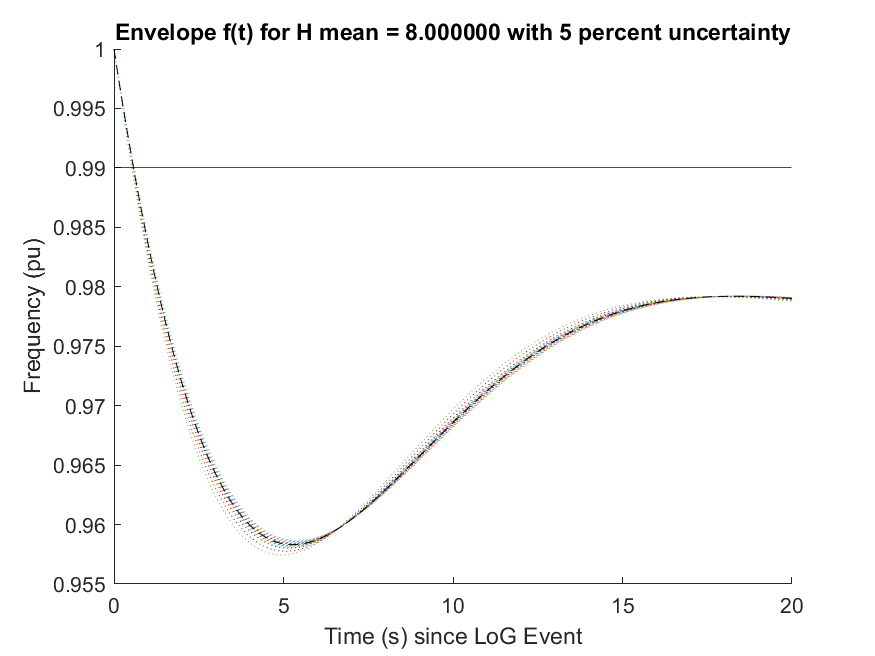 Envelope f(t) for H mean = 8.000000 with 5 percent uncertainty
1
0.995
0.99
0.985
0.98
0.975
0.97
0.965
0.96
0.955
Frequency (pu)
0 5 10 15 20
Time (s) since LoG Event